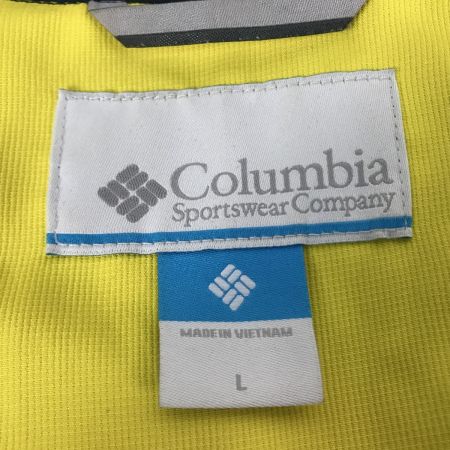 Columbia
Sportswear Company
MADE IN VIETNAM
L